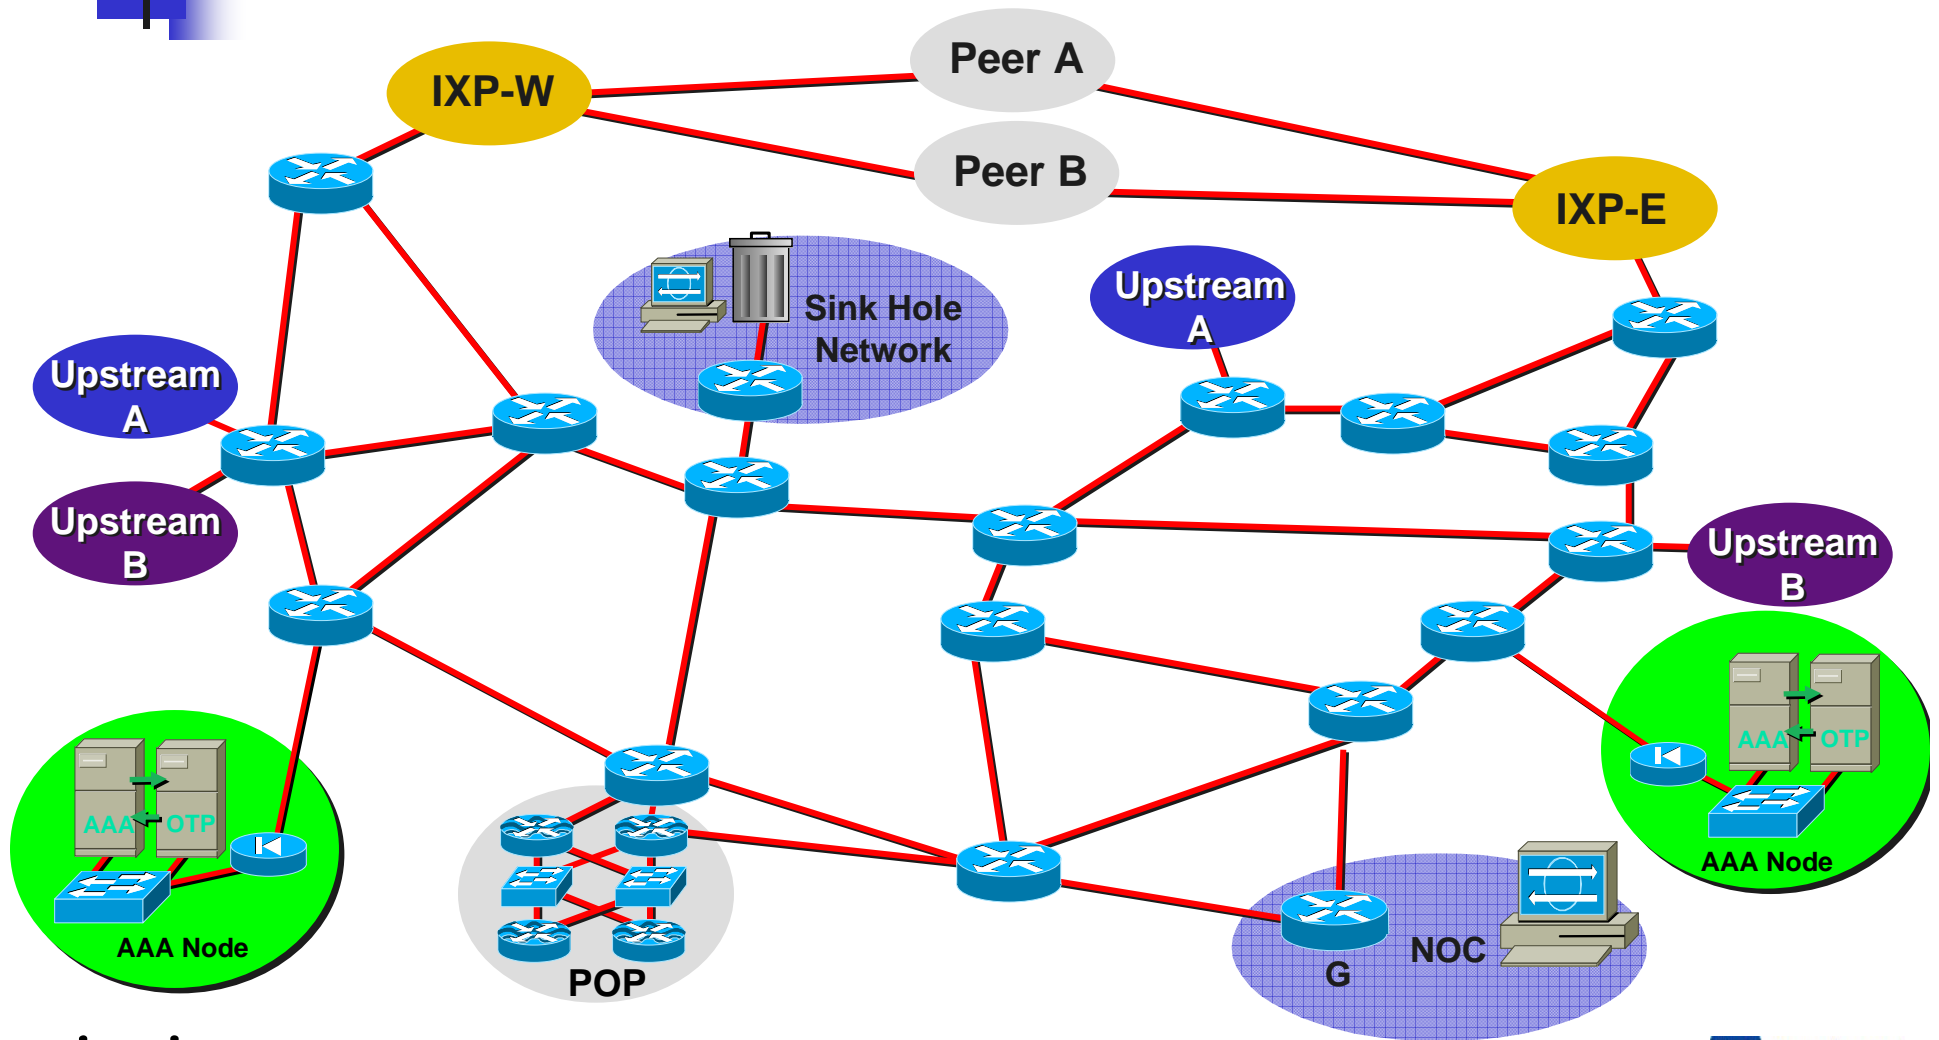 Peer A
IXP-W
Peer B
IXP-E
Upstream
A
Sink Hole
Network
Upstream
A
Upstream
B
Upstream
B
AAA
OTP
AAA Node
AAA
OTP
AAA Node
POP
NOC
G